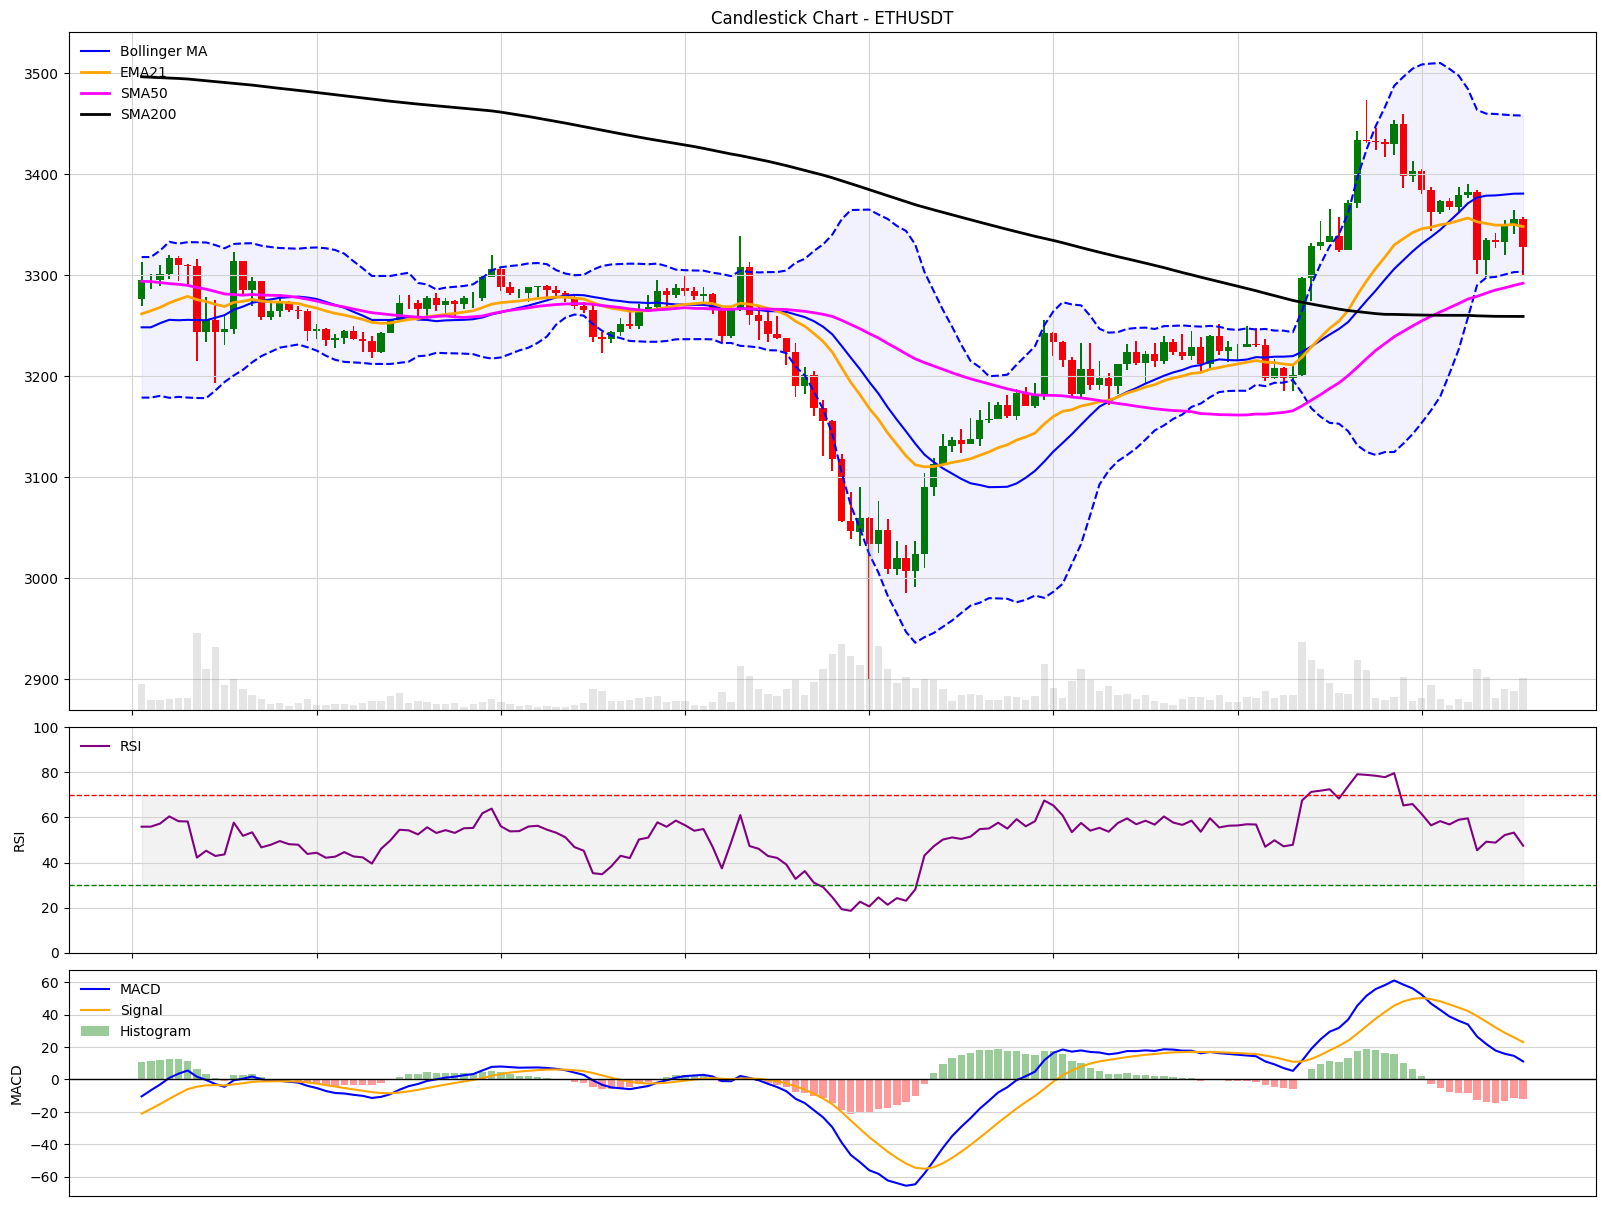 Candlestick Chart - ETHUSDT
Bollinger MA
EMA21
SMA50
SMA200
3500
3400
3300
3200
3100
3000
2900
RSI
RSI
100
80
60
40
20
0
MACD
Signal
Histogram
MACD
60
40
20
0
−20
−40
−60